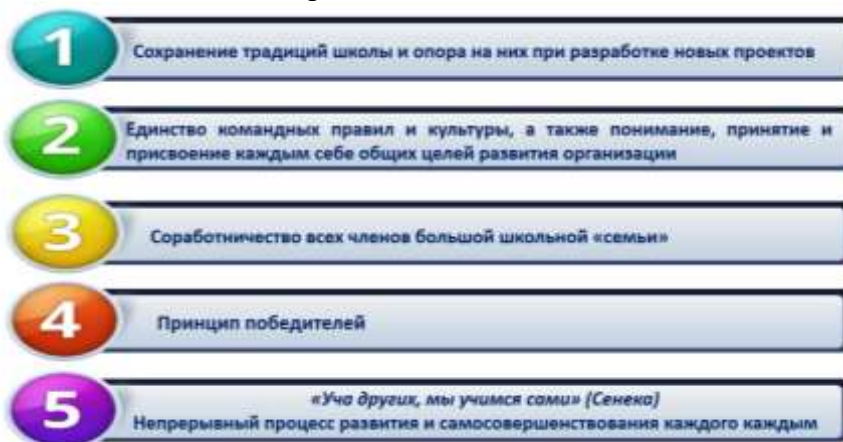 1
Сохранение традиций школы и опора на них при разработке новых проектов
2
Единство командных правил и культуры, а также понимание, принятие и
присвоение каждым себе общих целей развития организации
3
Соработничество всех членов большой школьной «семьи»
4
Принцип победителей
5
«Уча других, мы учимся сами» (Сенека)
Непрерывный процесс развития и самосовершенствования каждого каждым